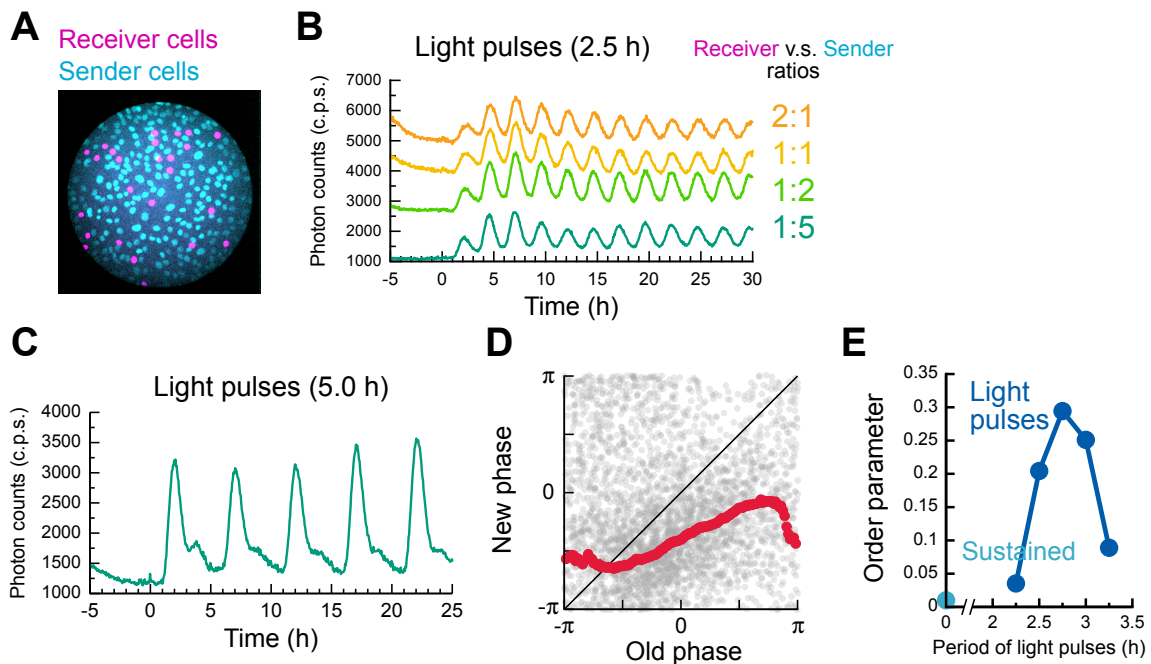 A
Receiver cells
Sender cells
B
Light pulses (2.5 h)
Receiver v.s. Sender
ratios
Photon counts (c.p.s.)
7000
6000
5000
4000
3000
2000
1000
2:1
1:1
1:2
1:5
-5 0 5 10 15 20 25 30
Time (h)
C
Light pulses (5.0 h)
Photon counts (c.p.s.)
4000
3500
3000
2500
2000
1500
1000
-5 0 5 10 15 20 25
Time (h)
D
New phase
π
0
-π
-π 0 π
Old phase
E
Order parameter
0.35
0.3
0.25
0.2
0.15
0.1
0.05
0
Light
pulses
Sustained
0 2 2.5 3 3.5
Period of light pulses (h)